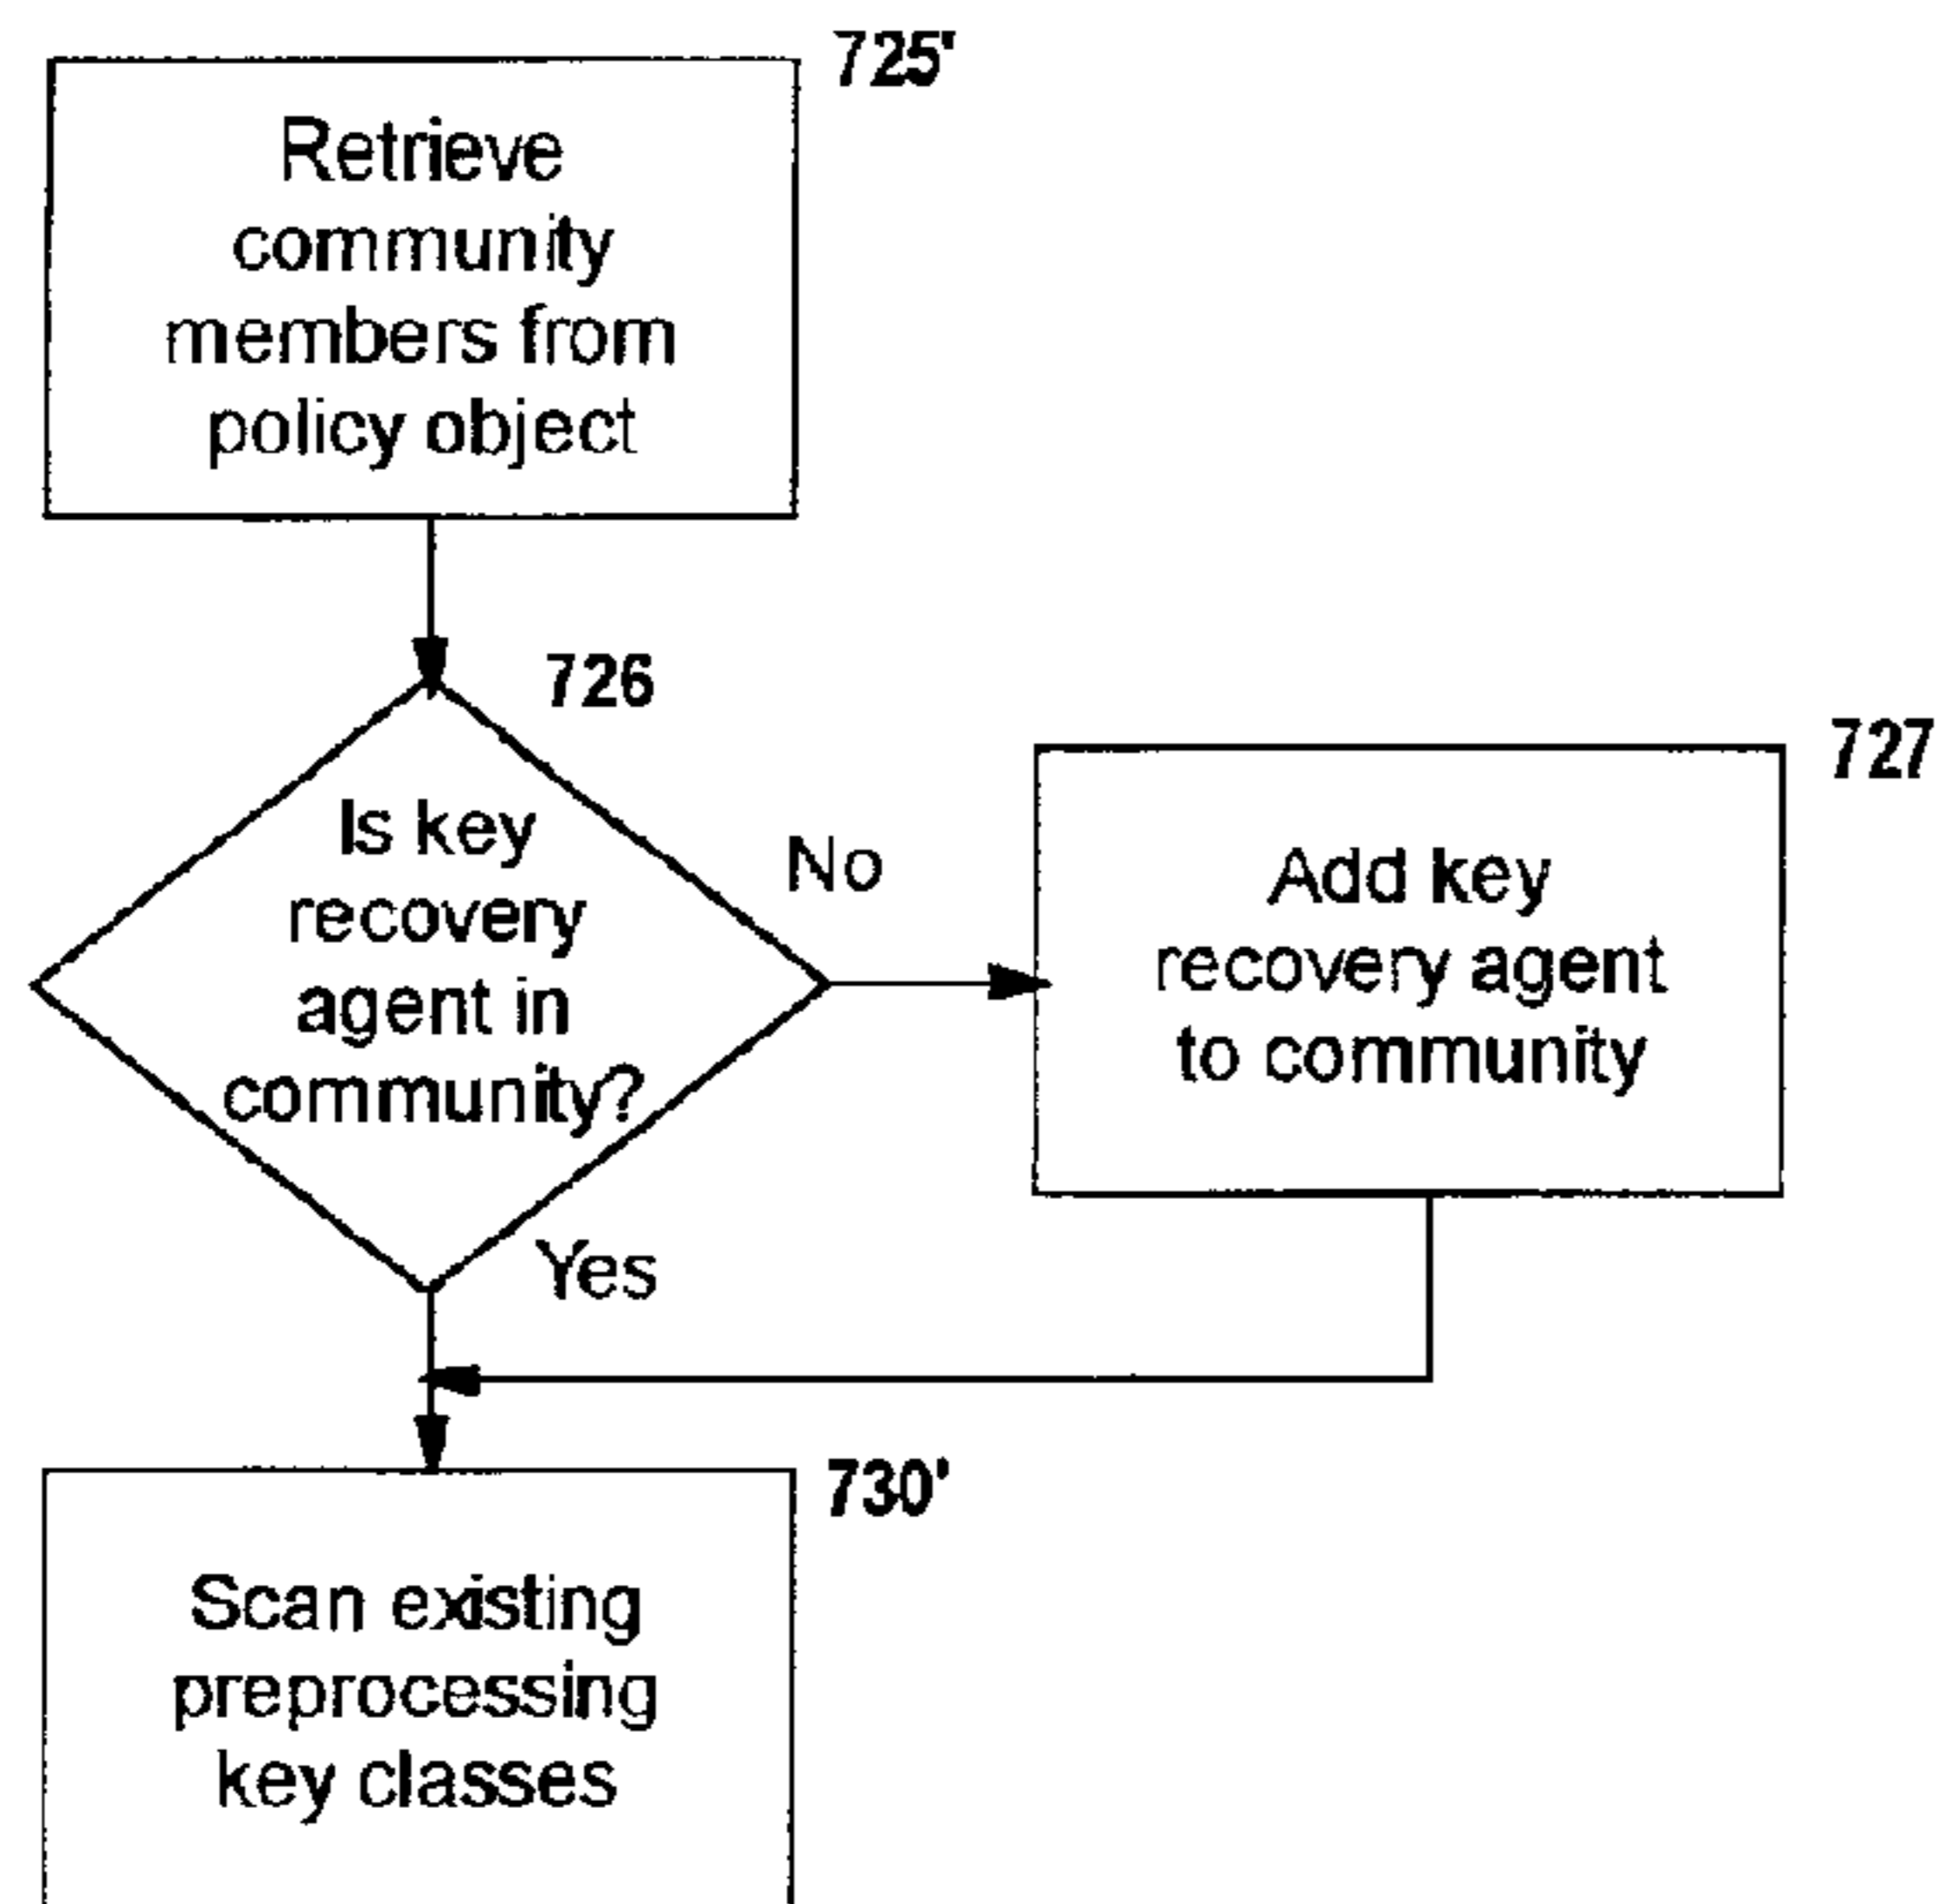 725'
Retrieve
community
members from
policy object
726
Is key
recovery
agent in
community?
No
Yes
727
Add key
recovery agent
to community
730'
Scan existing
preprocessing
key classes